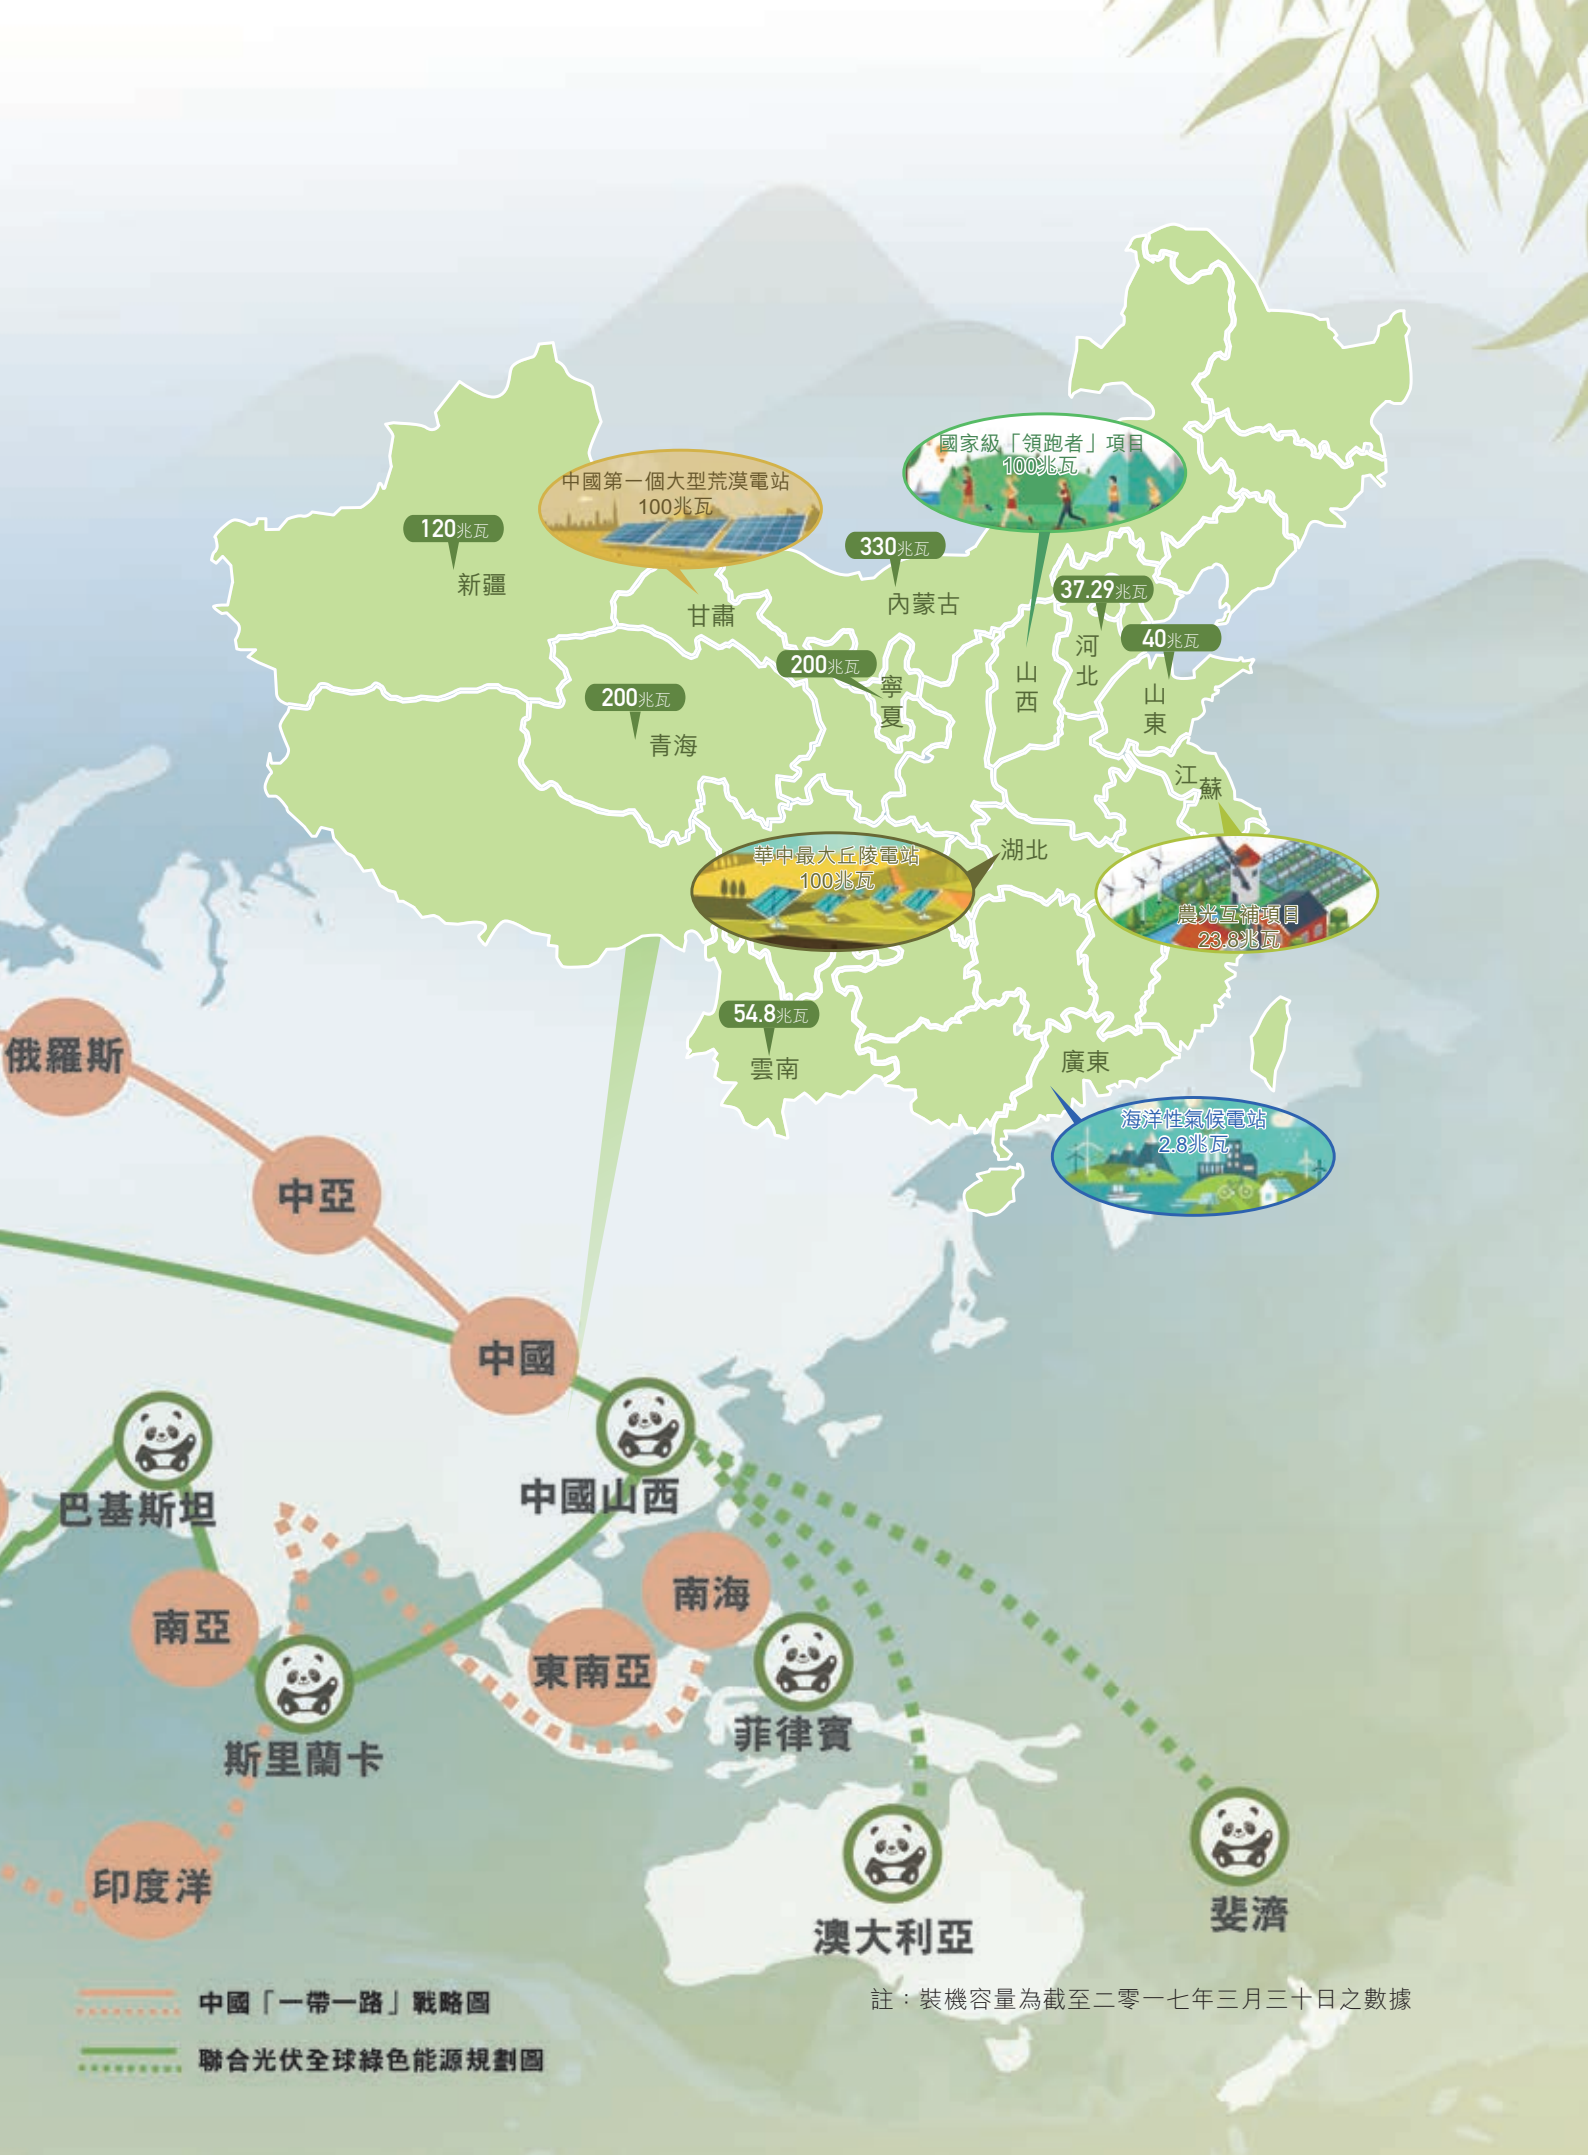 國家級「領跑者」項目
100兆瓦
中國第一個大型荒漠電站
100兆瓦
120兆瓦
新疆
330兆瓦
內蒙古
甘肅
37.29兆瓦
河北
40兆瓦
山東
200兆瓦
寧夏
山西
200兆瓦
青海
江蘇
華中最大丘陵電站
100兆瓦
湖北
農光互補項目
23.8兆瓦
54.8兆瓦
雲南
廣東
海洋性氣候電站
2.8兆瓦
俄羅斯
中亞
中國
巴基斯坦
中國山西
南亞
南海
東南亞
斯里蘭卡
菲律賓
印度洋
澳大利亞
斐濟
中國「一帶一路」戰略圖
聯合光伏全球綠色能源規劃圖
註：裝機容量為截至二零一七年三月三十日之數據